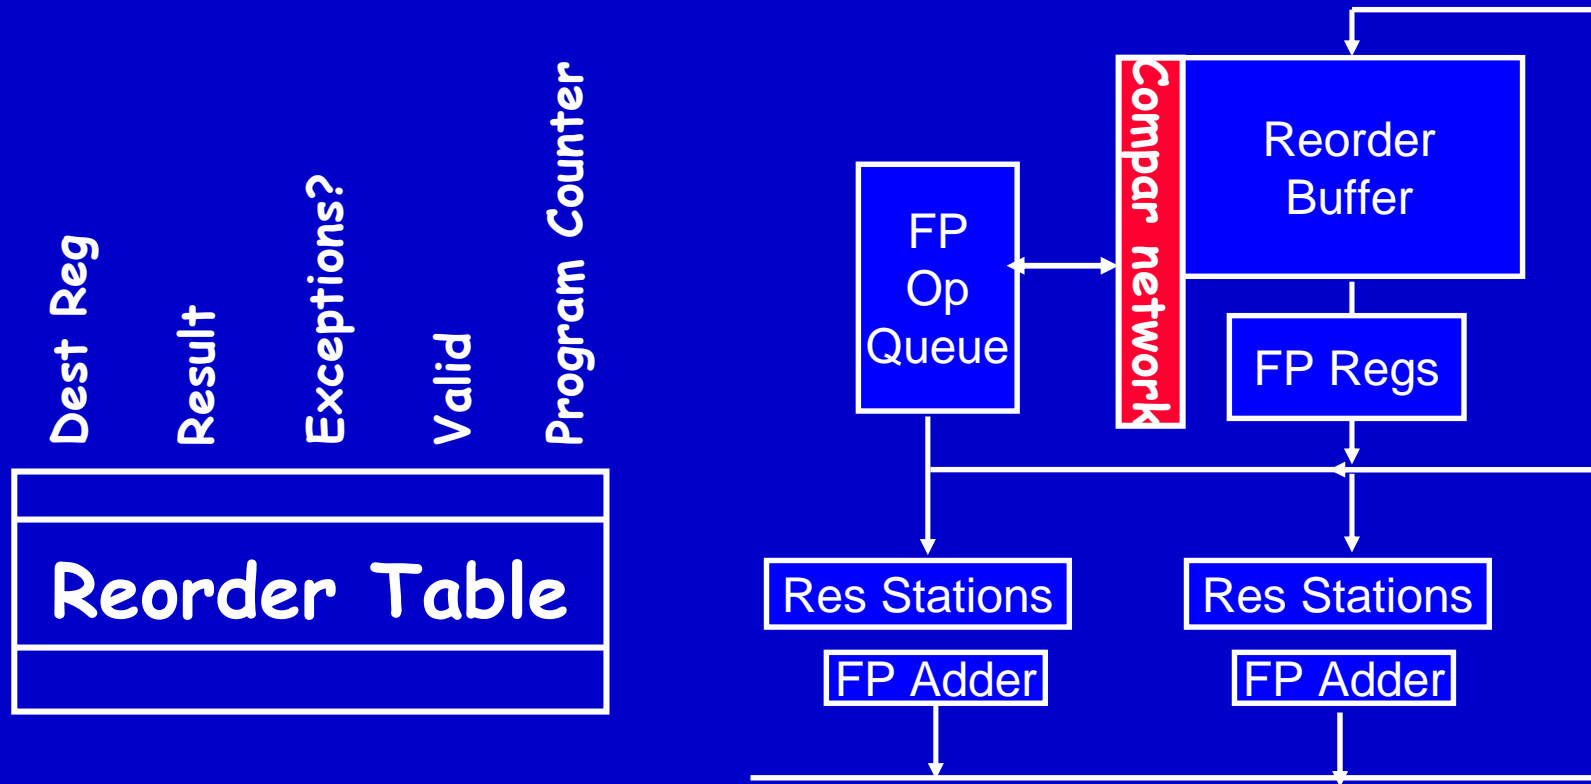 Dest Reg
Result
Exceptions?
Valid
Program Counter
Reorder Table
FP
Op
Queue
Compar network
Reorder
Buffer
FP Regs
Res Stations
Res Stations
FP Adder
FP Adder